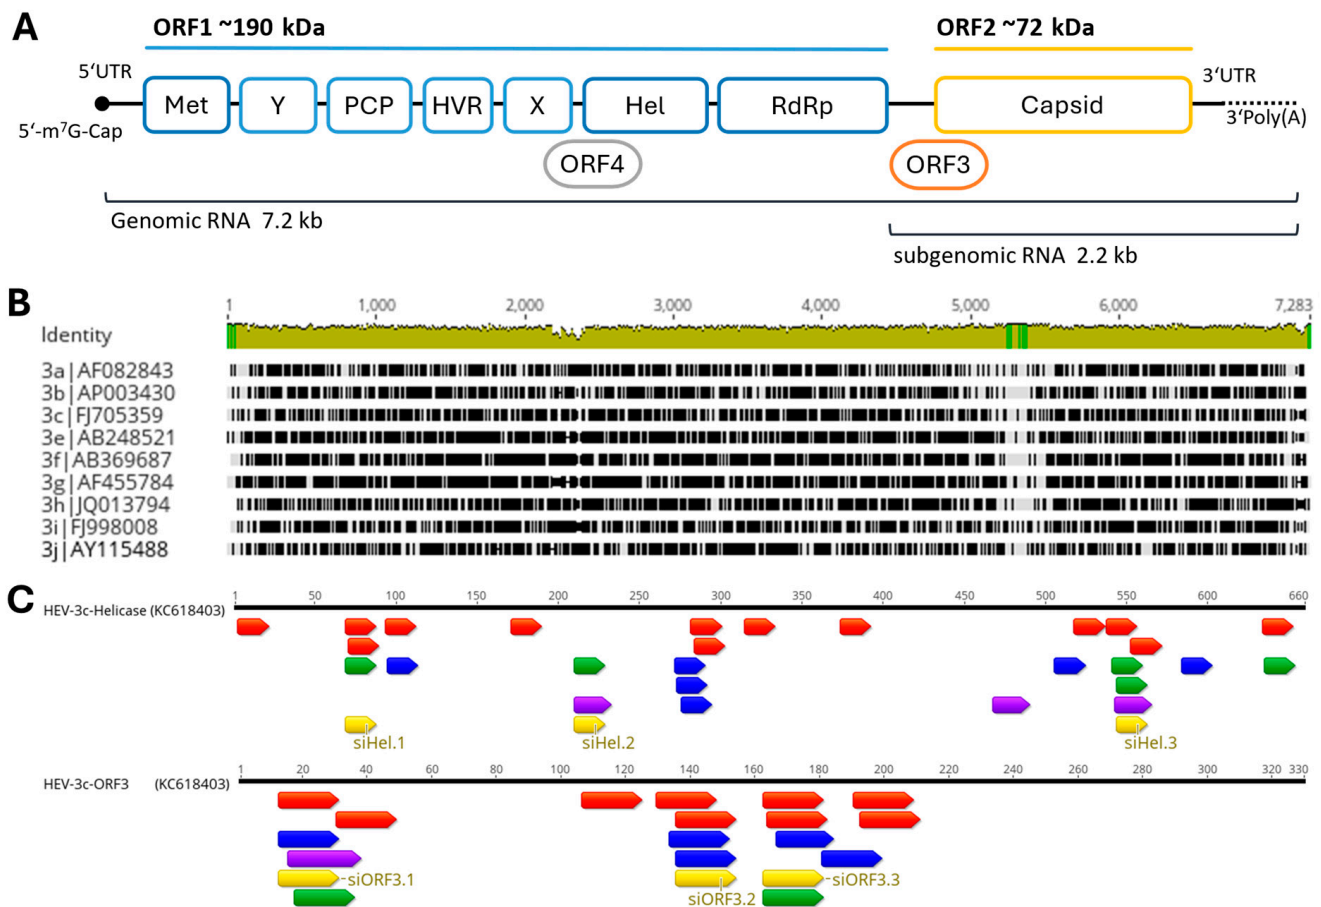 A
ORF1 ~190 kDa
ORF2 ~72 kDa
5‘UTR
3‘UTR
Met
Y
PCP
HVR
X
Hel
RdRp
Capsid
5‘-m⁷G-Cap
3‘Poly(A)
ORF4
ORF3
Genomic RNA 7.2 kb
subgenomic RNA 2.2 kb
B
1 1,000 2,000 3,000 4,000 5,000 6,000 7,283
Identity
3a|AF082843
3b|AP003430
3c|FJ705359
3e|AB248521
3f|AB369687
3g|AF455784
3h|JQ013794
3i|FJ998008
3j|AY115488
C
1 50 100 150 200 250 300 350 400 450 500 550 600 660
HEV-3c-Helicase (KC618403)
siHel.1 siHel.2 siHel.3
1 20 40 60 80 100 120 140 160 180 200 220 240 260 280 300 320 330
HEV-3c-ORF3 (KC618403)
siORF3.1 siORF3.3
siORF3.2